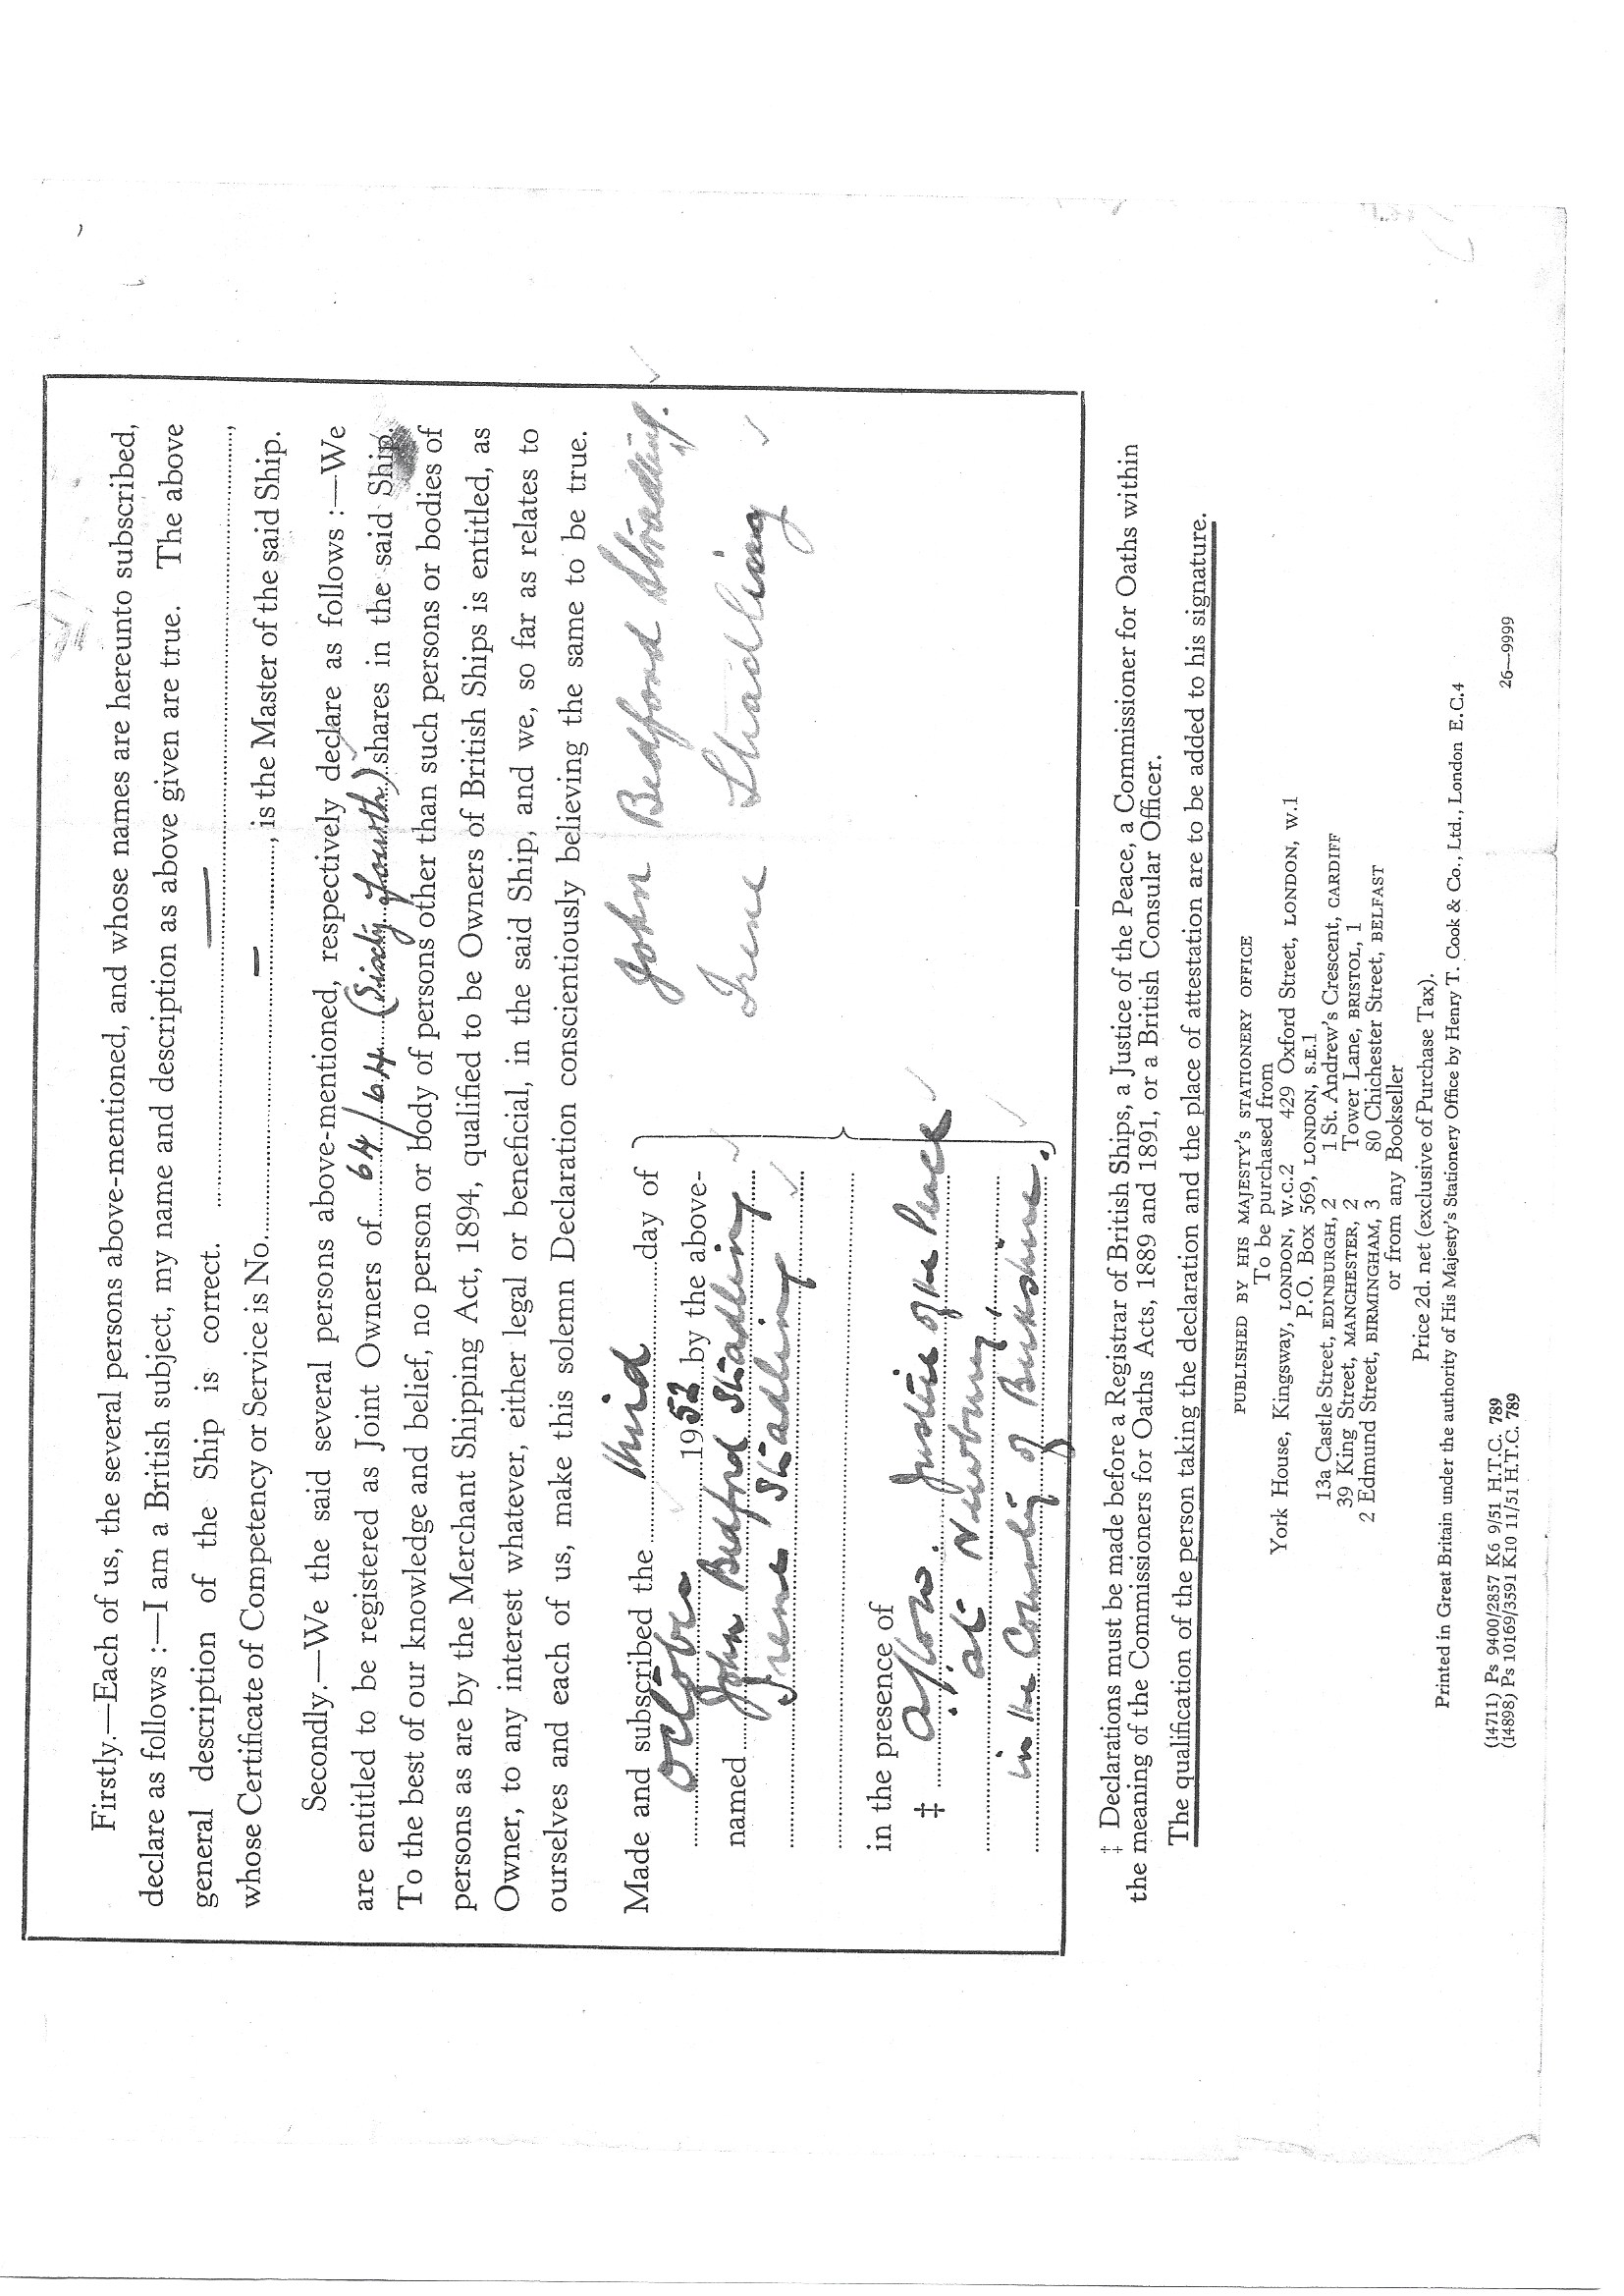 Firstly.—Each of us, the several persons above-mentioned, and whose names are hereunto subscribed,
declare as follows :—I am a British subject, my name and description as above given are true. The above
general description of the Ship is correct. ——,
whose Certificate of Competency or Service is No. — , is the Master of the said Ship.
Secondly.—We the said several persons above-mentioned, respectively declare as follows :—We
are entitled to be registered as Joint Owners of 64/64 (Sixty fourth) shares in the said Ship.
To the best of our knowledge and belief, no person or body of persons other than such persons or bodies of
persons as are by the Merchant Shipping Act, 1894, qualified to be Owners of British Ships is entitled, as
Owner, to any interest whatever, either legal or beneficial, in the said Ship, and we, so far as relates to
ourselves and each of us, make this solemn Declaration conscientiously believing the same to be true.
Made and subscribed the third day of
October 1952 by the above-
named John Bedford Stradling
Irene Stradling
John Bedford Stradling.
Irene Stradling
in the presence of
‡ Justice of the Peace
at Newbury,
in the County of Berkshire.
‡ Declarations must be made before a Registrar of British Ships, a Justice of the Peace, a Commissioner for Oaths within
the meaning of the Commissioners for Oaths Acts, 1889 and 1891, or a British Consular Officer.
The qualification of the person taking the declaration and the place of attestation are to be added to his signature.
PUBLISHED BY HIS MAJESTY'S STATIONERY OFFICE
To be purchased from
York House, Kingsway, LONDON, W.C.2 429 Oxford Street, LONDON, W.1
P.O. Box 569, LONDON, S.E.1
13a Castle Street, EDINBURGH, 2 1 St. Andrew's Crescent, CARDIFF
39 King Street, MANCHESTER, 2 Tower Lane, BRISTOL, 1
2 Edmund Street, BIRMINGHAM, 3 80 Chichester Street, BELFAST
or from any Bookseller
Price 2d. net (exclusive of Purchase Tax).
Printed in Great Britain under the authority of His Majesty's Stationery Office by Henry T. Cook & Co., Ltd., London E.C.4
(14711) Ps 9400/2857 K6 9/51 H.T.C. 789
(14898) Ps 10169/3591 K10 11/51 H.T.C. 789
26—9999